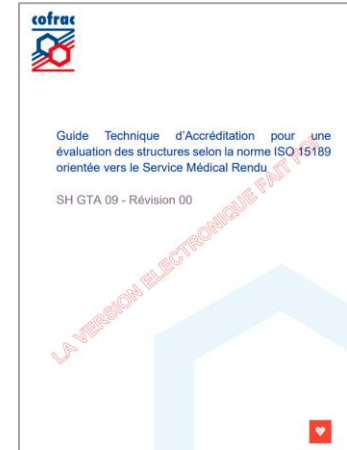 cofrac
Guide Technique d'Accréditation pour une
évaluation des structures selon la norme ISO 15189
orientée vers le Service Médical Rendu
SH GTA 09 - Révision 00
LA VERSION ELECTRONIQUE FAIT FOI